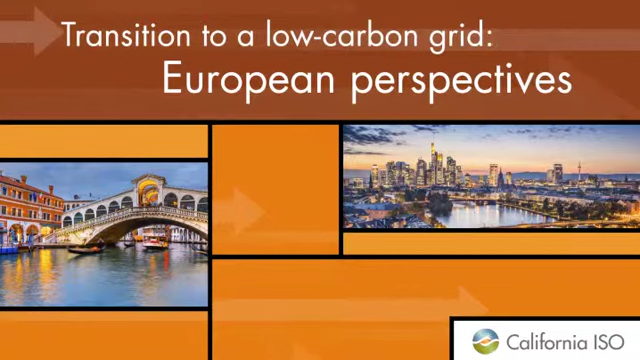 Transition to a low-carbon grid:
European perspectives
California ISO